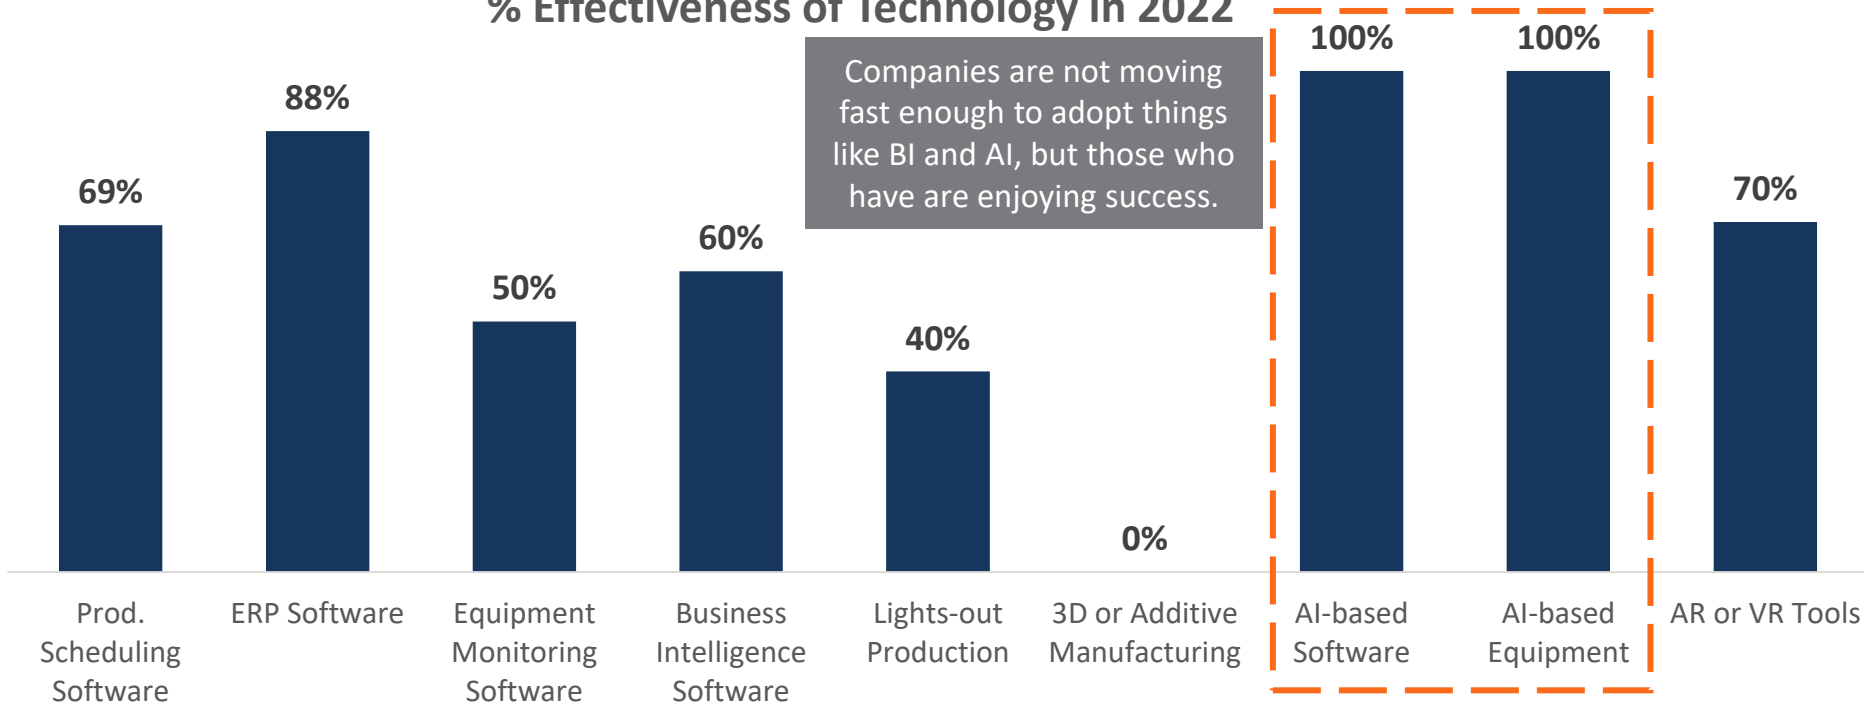 % Effectiveness of Technology in 2022
Companies are not moving
fast enough to adopt things
like BI and AI, but those who
have are enjoying success.
69%
88%
50%
60%
40%
0%
100%
100%
70%
Prod.
Scheduling
Software
ERP Software
Equipment
Monitoring
Software
Business
Intelligence
Software
Lights-out
Production
3D or Additive
Manufacturing
AI-based
Software
AI-based
Equipment
AR or VR Tools